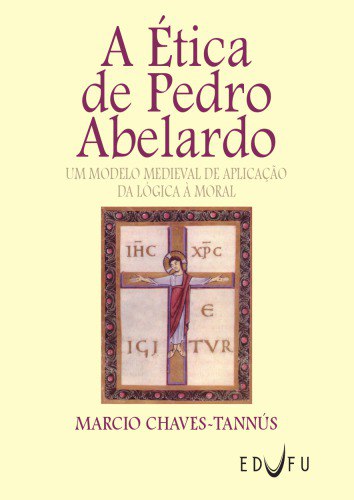 A Ética
de Pedro
Abelardo
UM MODELO MEDIEVAL DE APLICAÇÃO
DA LÓGICA À MORAL
IHC XPC
E
IGI TVR
MARCIO CHAVES-TANNÚS
EDUFU